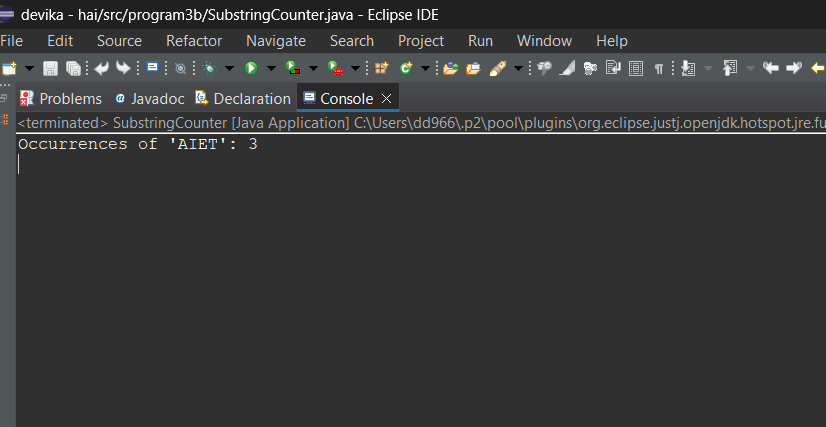 devika - hai/src/program3b/SubstringCounter.java - Eclipse IDE
File Edit Source Refactor Navigate Search Project Run Window Help
Problems Javadoc Declaration Console
<terminated> SubstringCounter [Java Application] C:\Users\dd966\.p2\pool\plugins\org.eclipse.justj.openjdk.hotspot.jre.fu
Occurrences of 'AIET': 3